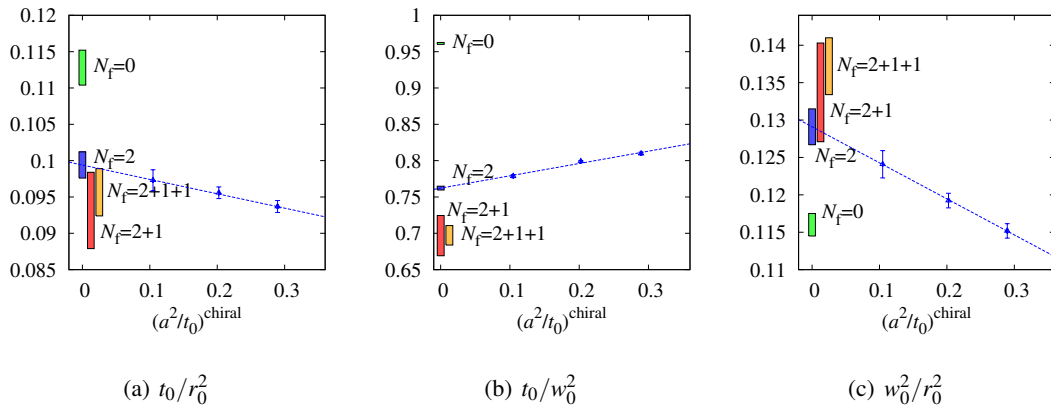 0.12
0.115
0.11
0.105
0.1
0.095
0.09
0.085
N_f=0
N_f=2
N_f=2+1+1
N_f=2+1
0 0.1 0.2 0.3
(a^2/t_0)^chiral
(a) t_0/r_0^2
1
0.95
0.9
0.85
0.8
0.75
0.7
0.65
N_f=0
N_f=2
N_f=2+1
N_f=2+1+1
0 0.1 0.2 0.3
(a^2/t_0)^chiral
(b) t_0/w_0^2
0.14
0.135
0.13
0.125
0.12
0.115
0.11
N_f=2+1+1
N_f=2+1
N_f=2
N_f=0
0 0.1 0.2 0.3
(a^2/t_0)^chiral
(c) w_0^2/r_0^2